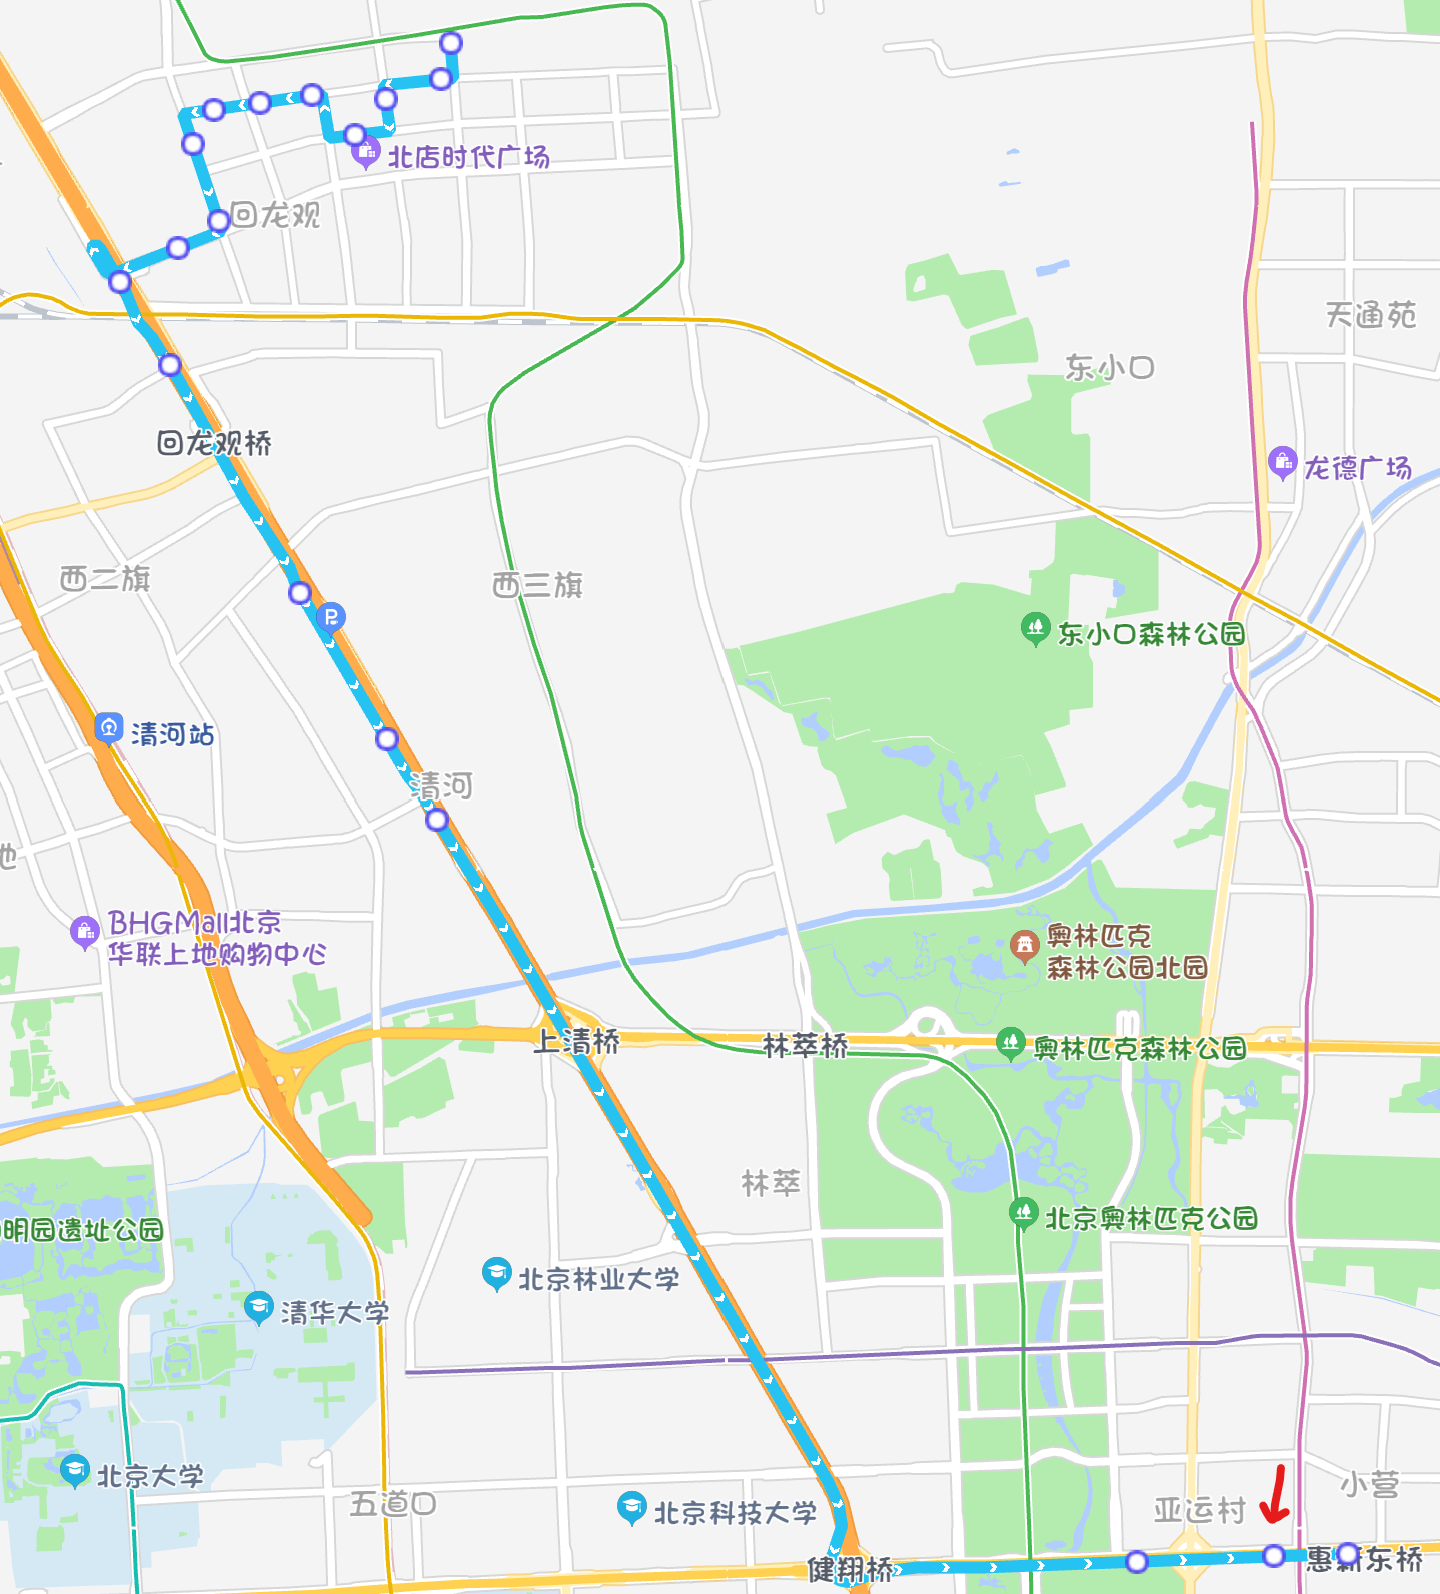 北店时代广场
回龙观
天通苑
东小口
回龙观桥
龙德广场
西二旗
西三旗
东小口森林公园
清河站
清河
地
BHGMall北京
华联上地购物中心
奥林匹克
森林公园北园
上清桥
林萃桥
奥林匹克森林公园
林萃
北京奥林匹克公园
明园遗址公园
北京林业大学
清华大学
北京大学
五道口
北京科技大学
小营
亚运村
健翔桥
惠新东桥